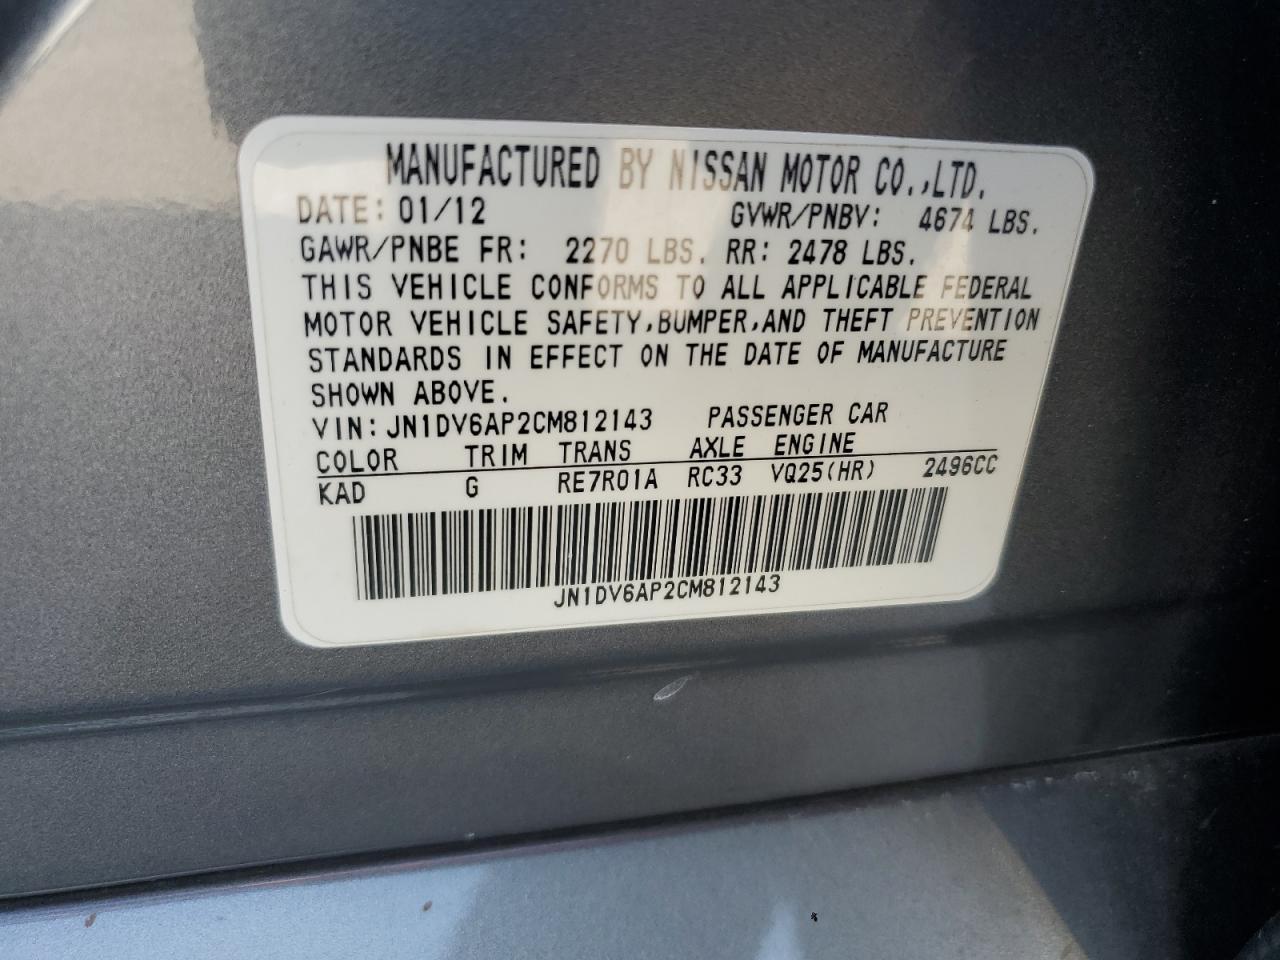 MANUFACTURED BY NISSAN MOTOR CO.,LTD.
DATE: 01/12 GVWR/PNBV: 4674 LBS.
GAWR/PNBE FR: 2270 LBS. RR: 2478 LBS.
THIS VEHICLE CONFORMS TO ALL APPLICABLE FEDERAL
MOTOR VEHICLE SAFETY,BUMPER,AND THEFT PREVENTION
STANDARDS IN EFFECT ON THE DATE OF MANUFACTURE
SHOWN ABOVE.
VIN: JN1DV6AP2CM812143 PASSENGER CAR
COLOR TRIM TRANS AXLE ENGINE
KAD G RE7R01A RC33 VQ25(HR) 2496CC
JN1DV6AP2CM812143